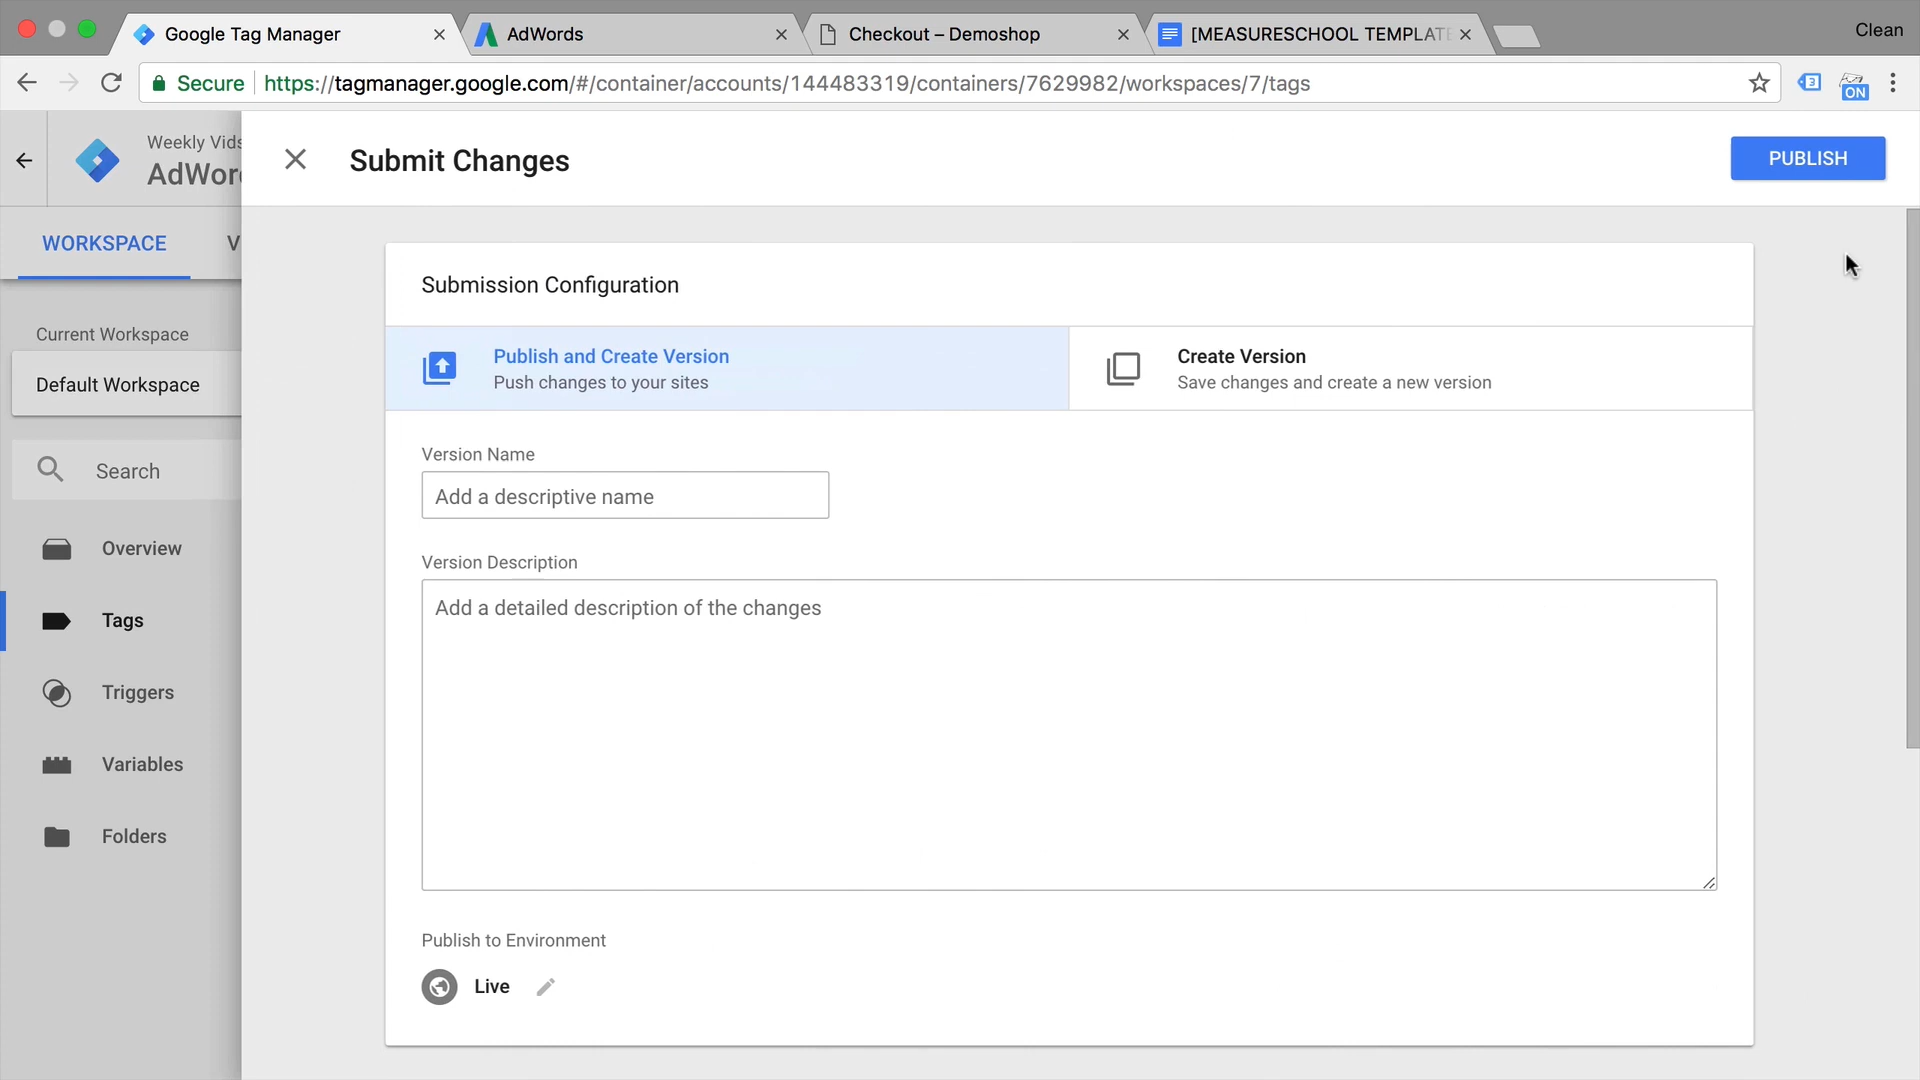 Google Tag Manager
AdWords
Checkout – Demoshop
[MEASURESCHOOL TEMPLATE
Clean
Secure
https://tagmanager.google.com/#/container/accounts/144483319/containers/7629982/workspaces/7/tags
3
ON
Weekly Vids
AdWor
Submit Changes
PUBLISH
WORKSPACE
V
Submission Configuration
Current Workspace
Default Workspace
Publish and Create Version
Push changes to your sites
Create Version
Save changes and create a new version
Search
Version Name
Add a descriptive name
Overview
Version Description
Add a detailed description of the changes
Tags
Triggers
Variables
Folders
Publish to Environment
Live